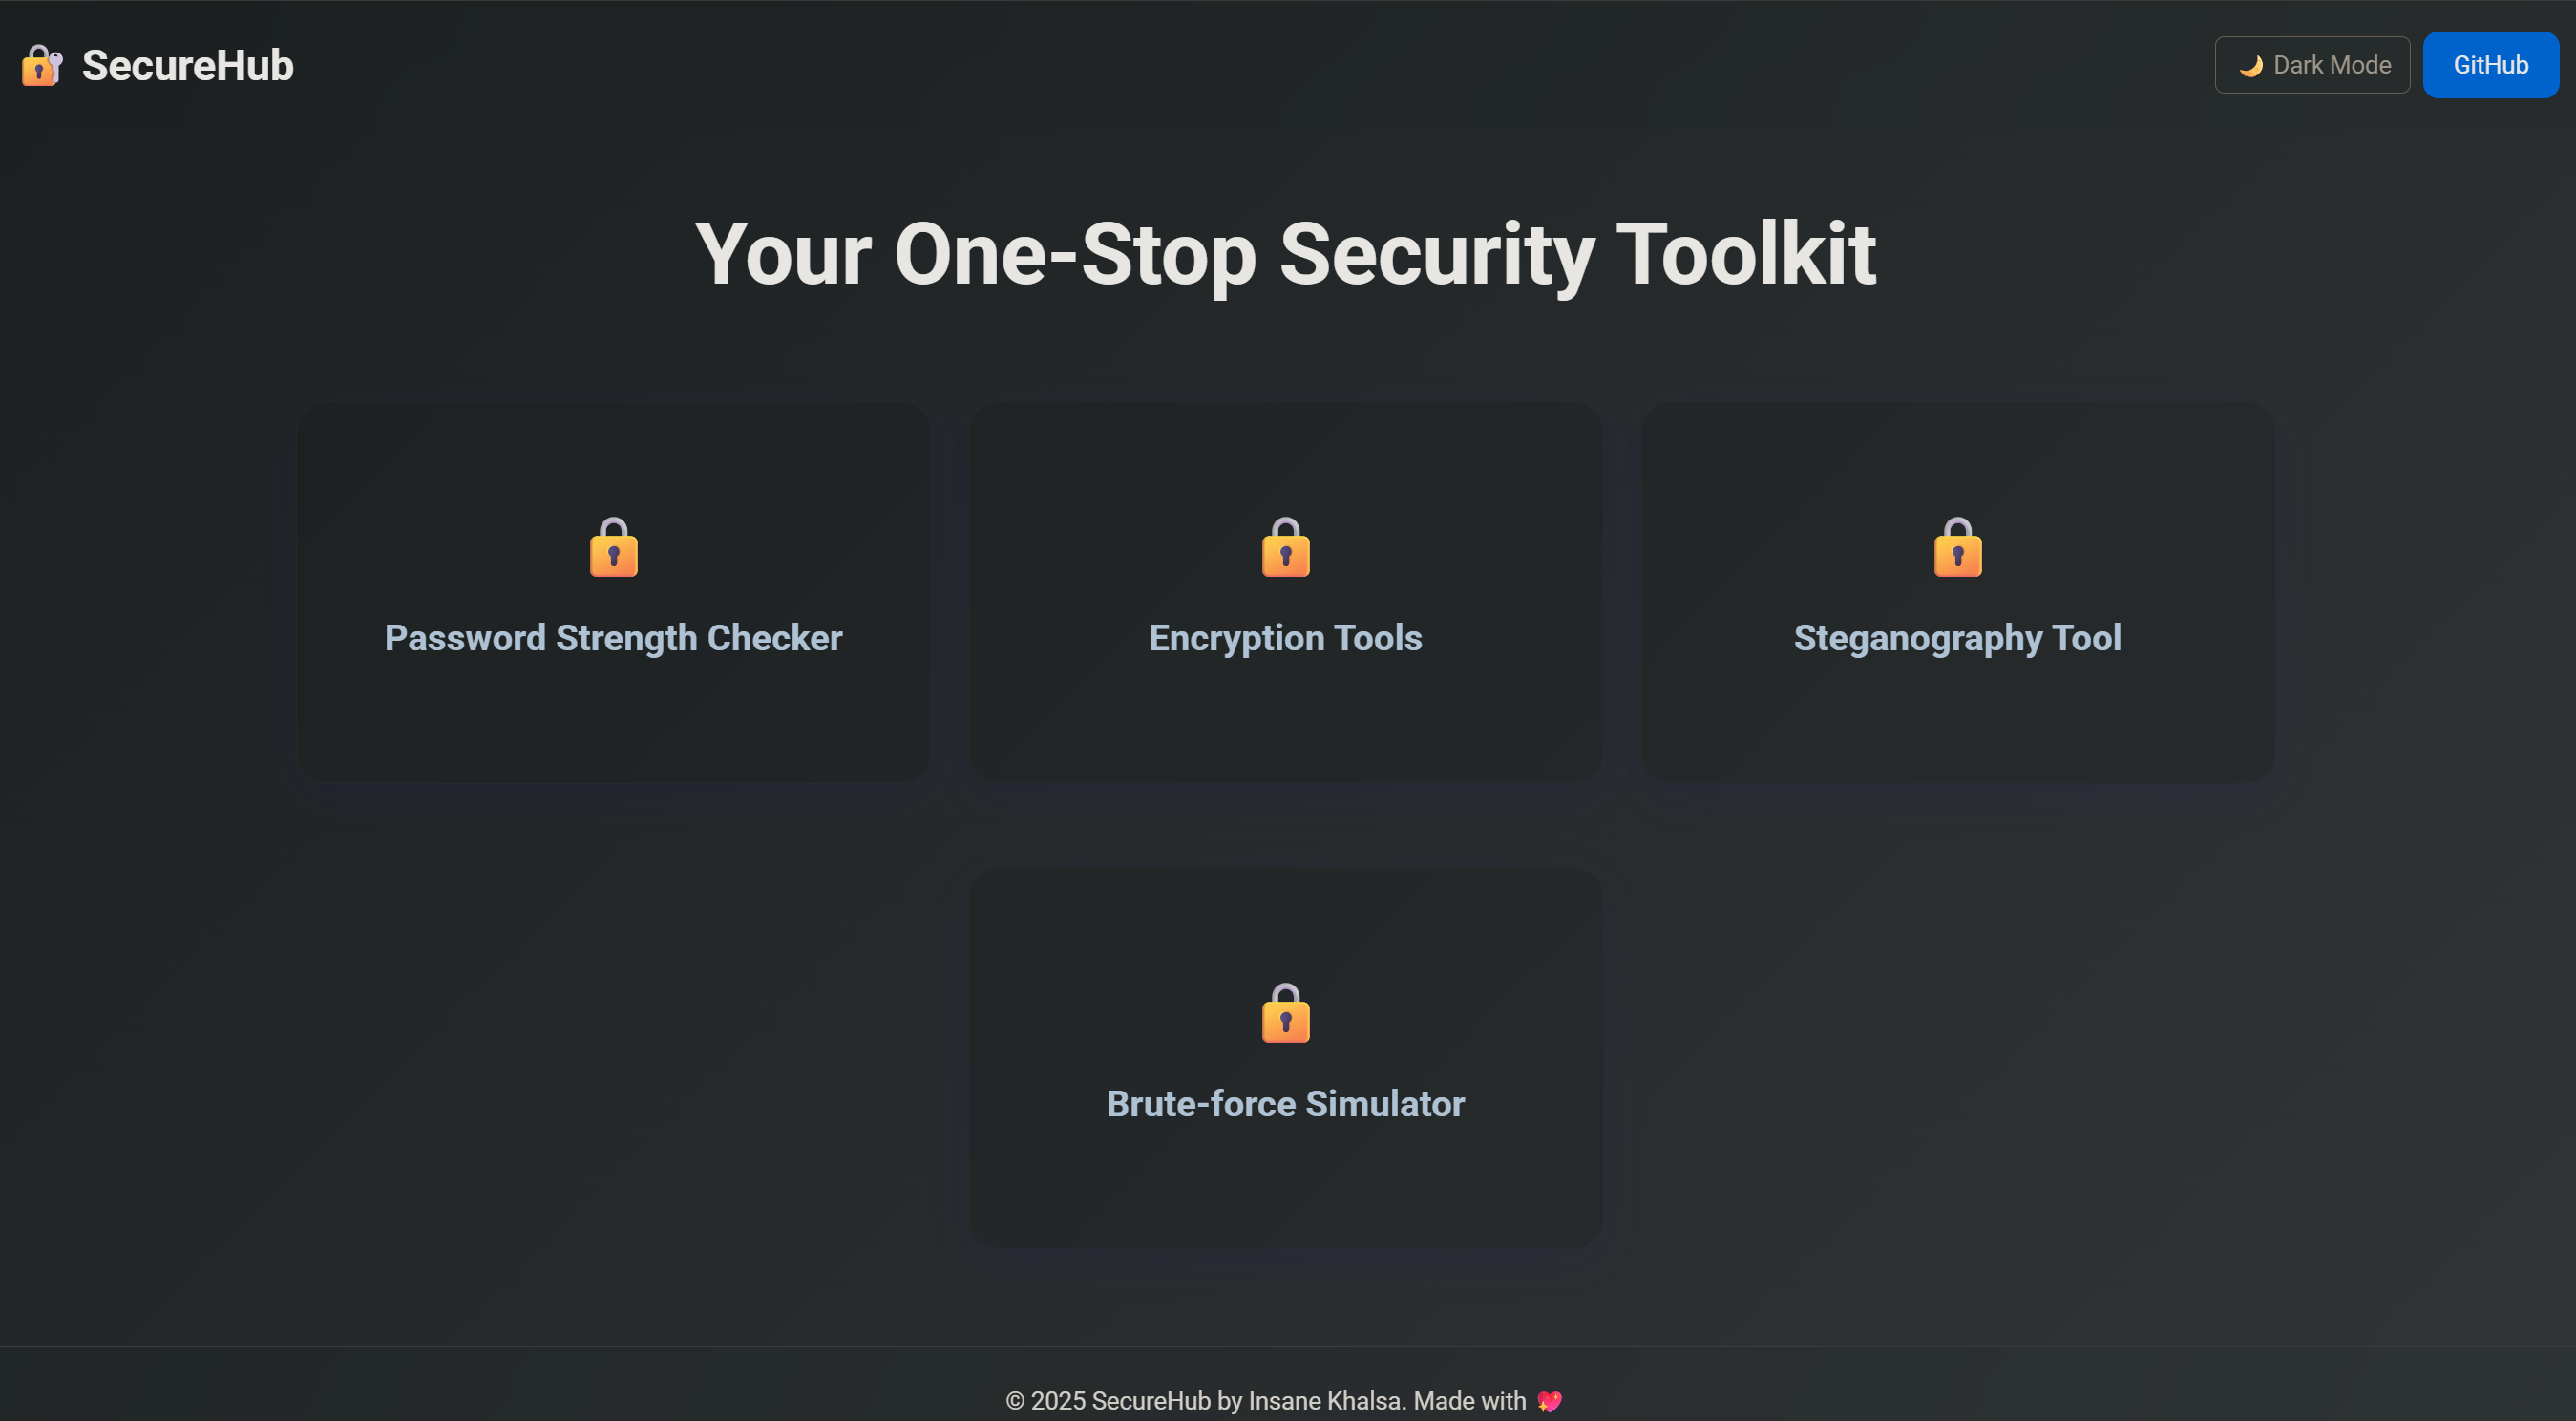 🔐 SecureHub
🌙 Dark Mode
GitHub
Your One-Stop Security Toolkit
Password Strength Checker
Encryption Tools
Steganography Tool
Brute-force Simulator
© 2025 SecureHub by Insane Khalsa. Made with 💖